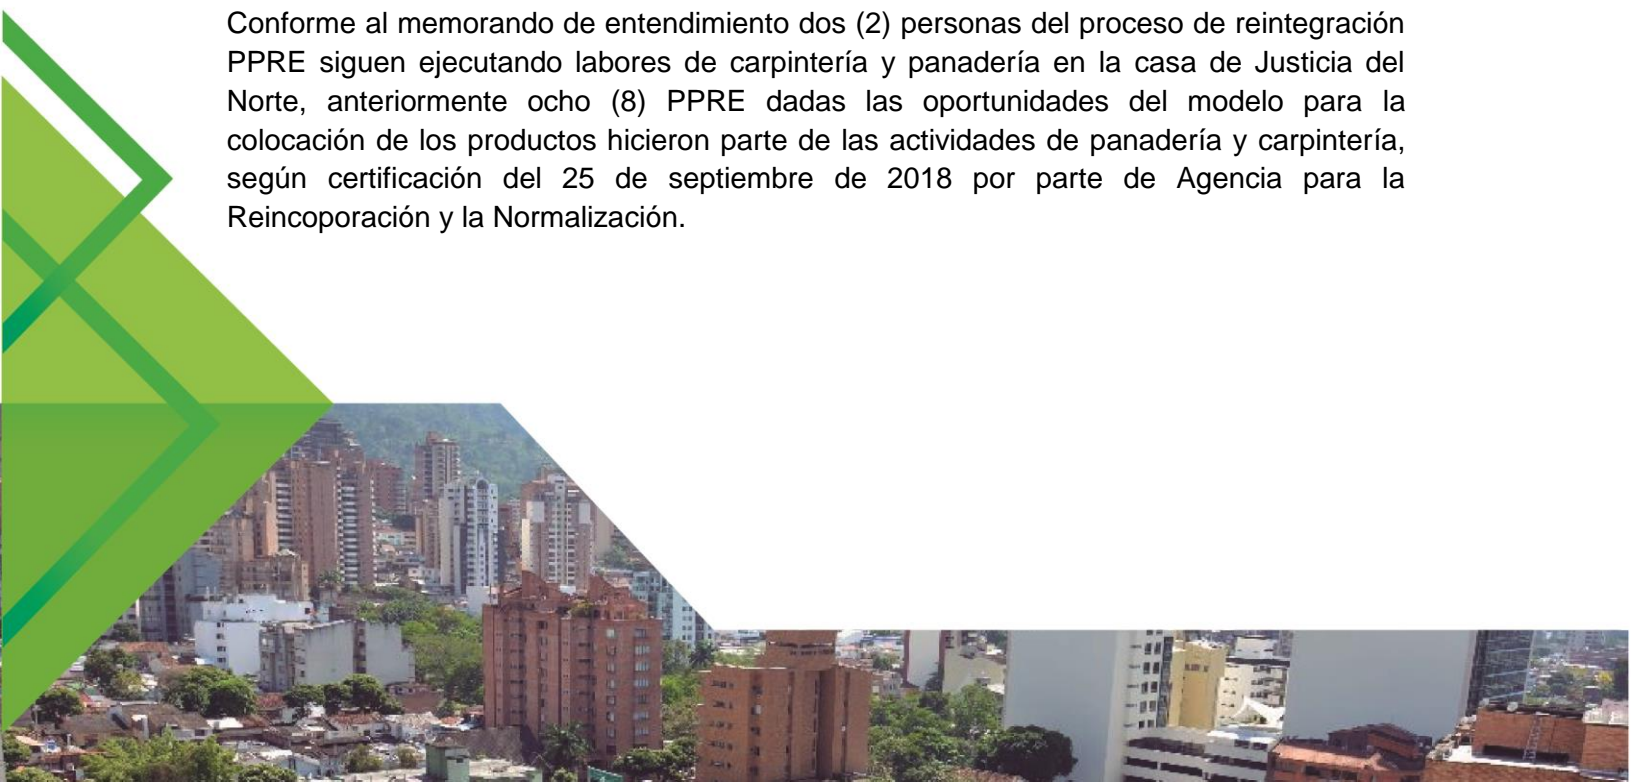 Conforme al memorando de entendimiento dos (2) personas del proceso de reintegración
PPRE siguen ejecutando labores de carpintería y panadería en la casa de Justicia del
Norte, anteriormente ocho (8) PPRE dadas las oportunidades del modelo para la
colocación de los productos hicieron parte de las actividades de panadería y carpintería,
según certificación del 25 de septiembre de 2018 por parte de Agencia para la
Reincoporación y la Normalización.